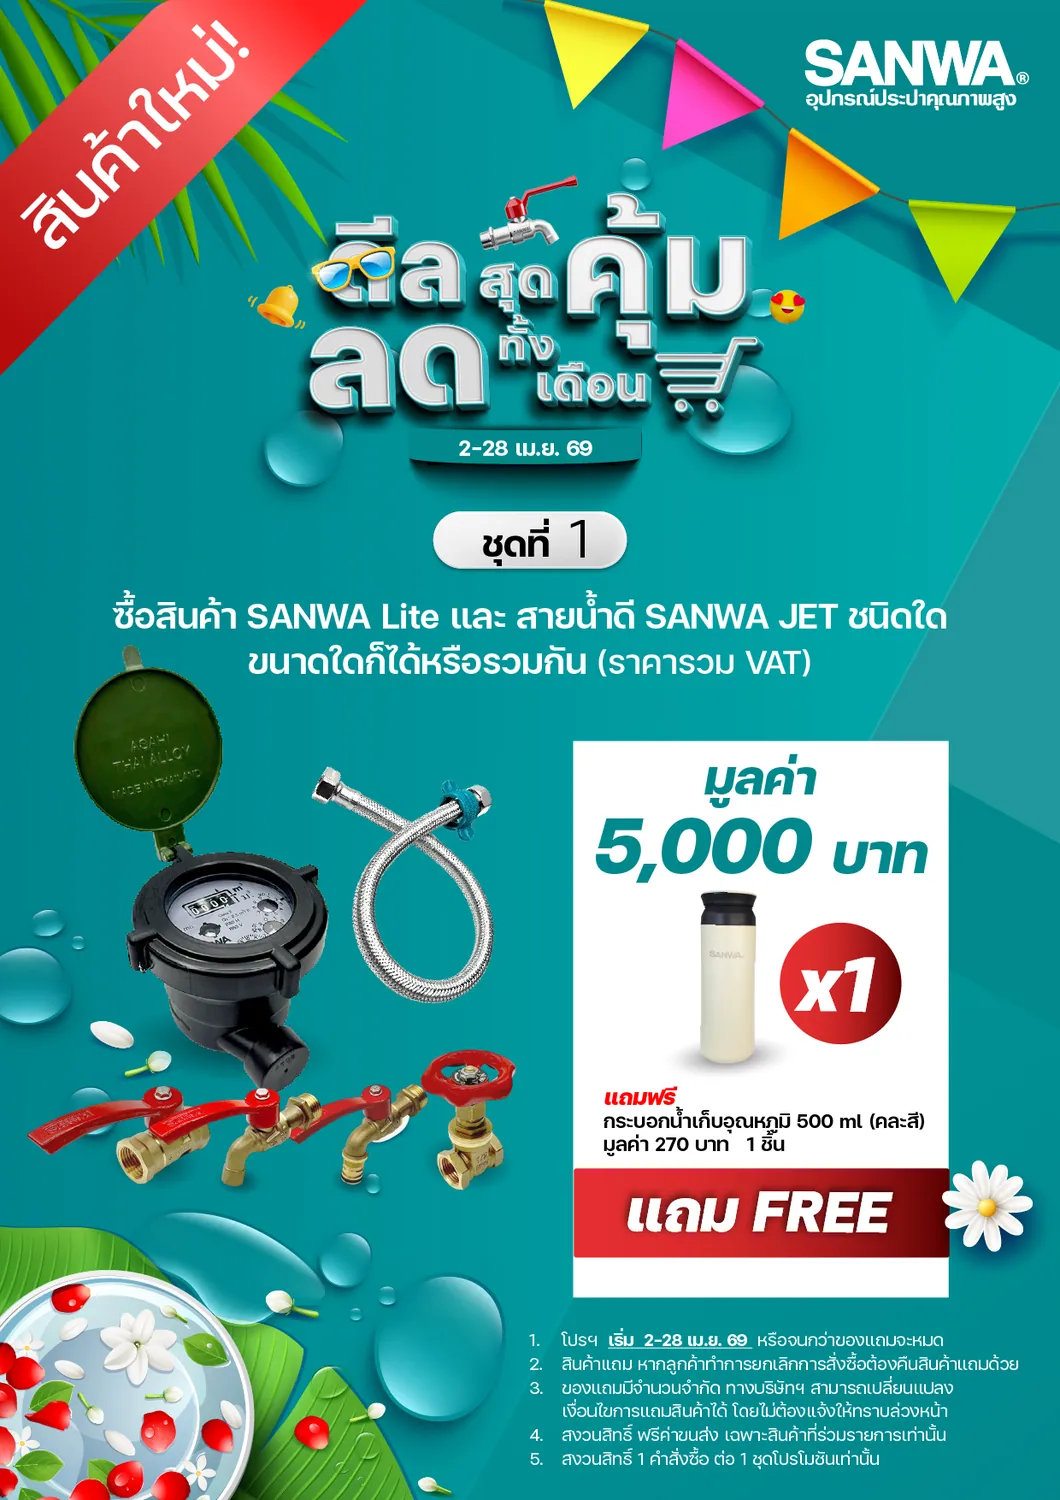 สินค้าใหม่!
SANWA®
อุปกรณ์ประปาคุณภาพสูง
ดีลสุดคุ้ม
ลดทั้งเดือน
2-28 เม.ย. 69
ชุดที่ 1
ซื้อสินค้า SANWA Lite และ สายน้ำดี SANWA JET ชนิดใด
ขนาดใดก็ได้หรือรวมกัน (ราคารวม VAT)
ASAHI
THAI ALLOY
MADE IN THAILAND
มูลค่า
5,000 บาท
SANWA
x1
แถมฟรี
กระบอกน้ำเก็บอุณหภูมิ 500 ml (คละสี)
มูลค่า 270 บาท 1 ชิ้น
แถม FREE
1. โปรฯ เริ่ม 2-28 เม.ย. 69 หรือจนกว่าของแถมจะหมด
2. สินค้าแถม หากลูกค้าทำการยกเลิกการสั่งซื้อต้องคืนสินค้าแถมด้วย
3. ของแถมมีจำนวนจำกัด ทางบริษัทฯ สามารถเปลี่ยนแปลง
เงื่อนไขการแถมสินค้าได้ โดยไม่ต้องแจ้งให้ทราบล่วงหน้า
4. สงวนสิทธิ์ ฟรีค่าขนส่ง เฉพาะสินค้าที่ร่วมรายการเท่านั้น
5. สงวนสิทธิ์ 1 คำสั่งซื้อ ต่อ 1 ชุดโปรโมชันเท่านั้น